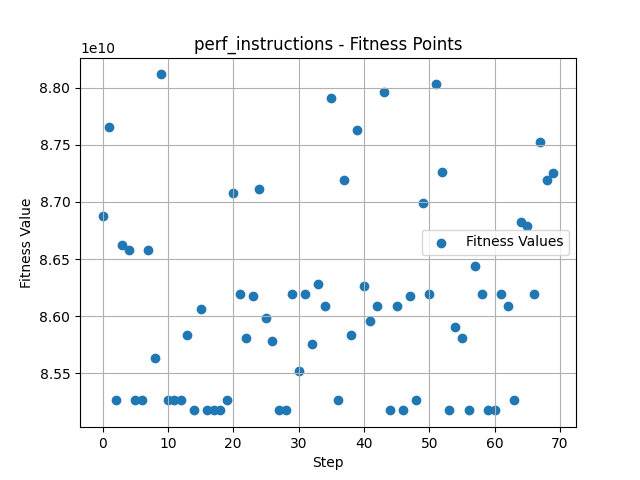 perf_instructions - Fitness Points
1e10
8.80
8.75
8.70
8.65
8.60
8.55
Fitness Value
Fitness Values
0 10 20 30 40 50 60 70
Step